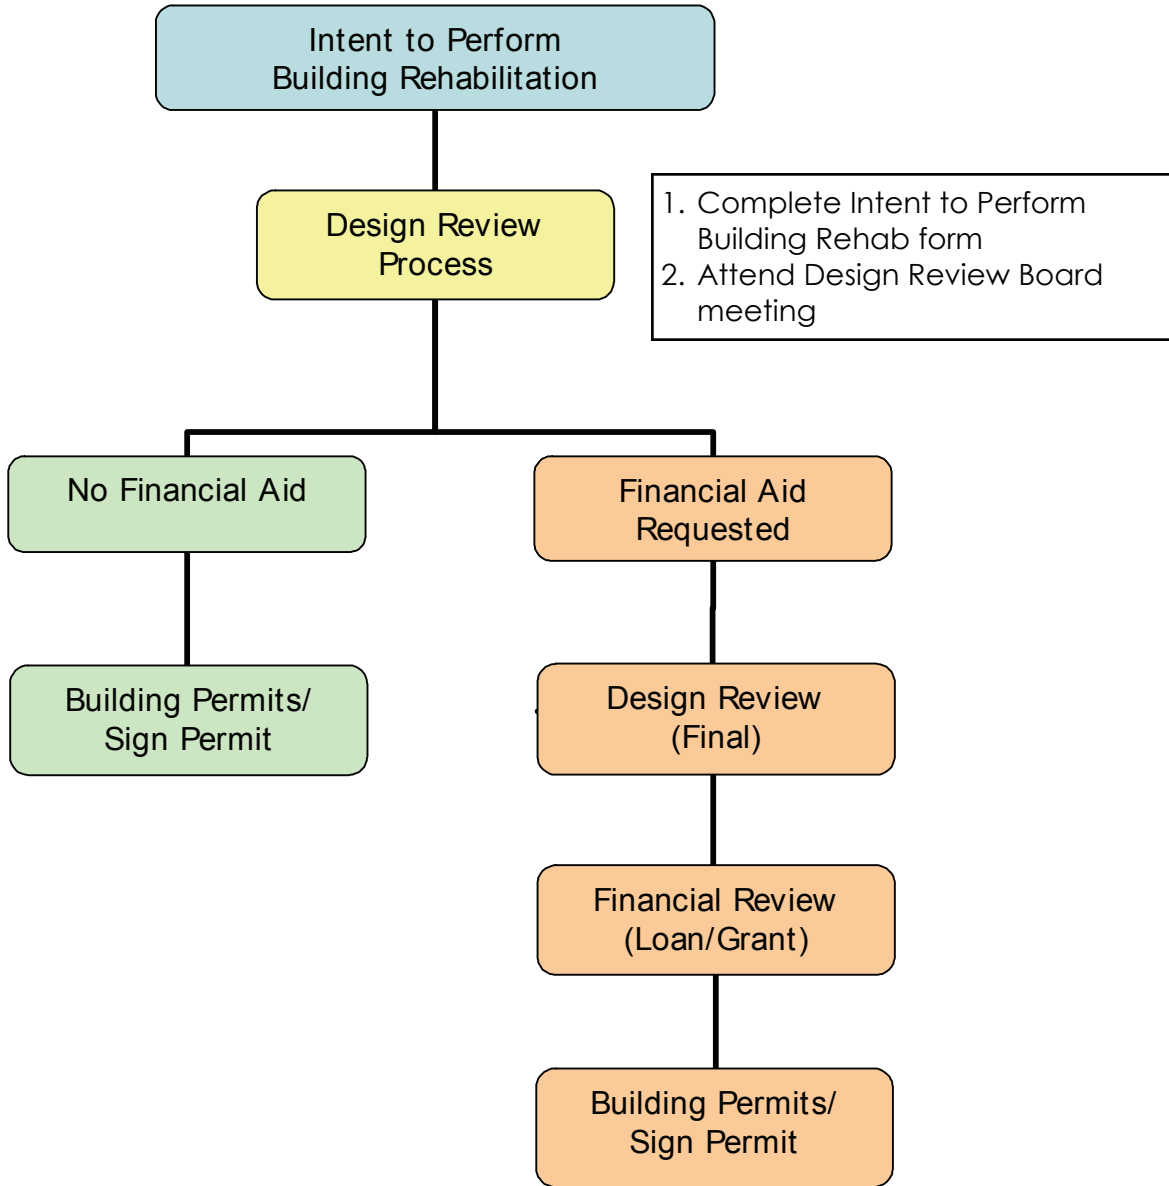 Intent to Perform
Building Rehabilitation
Design Review
Process
1. Complete Intent to Perform
Building Rehab form
2. Attend Design Review Board
meeting
No Financial Aid
Financial Aid
Requested
Building Permits/
Sign Permit
Design Review
(Final)
Financial Review
(Loan/Grant)
Building Permits/
Sign Permit